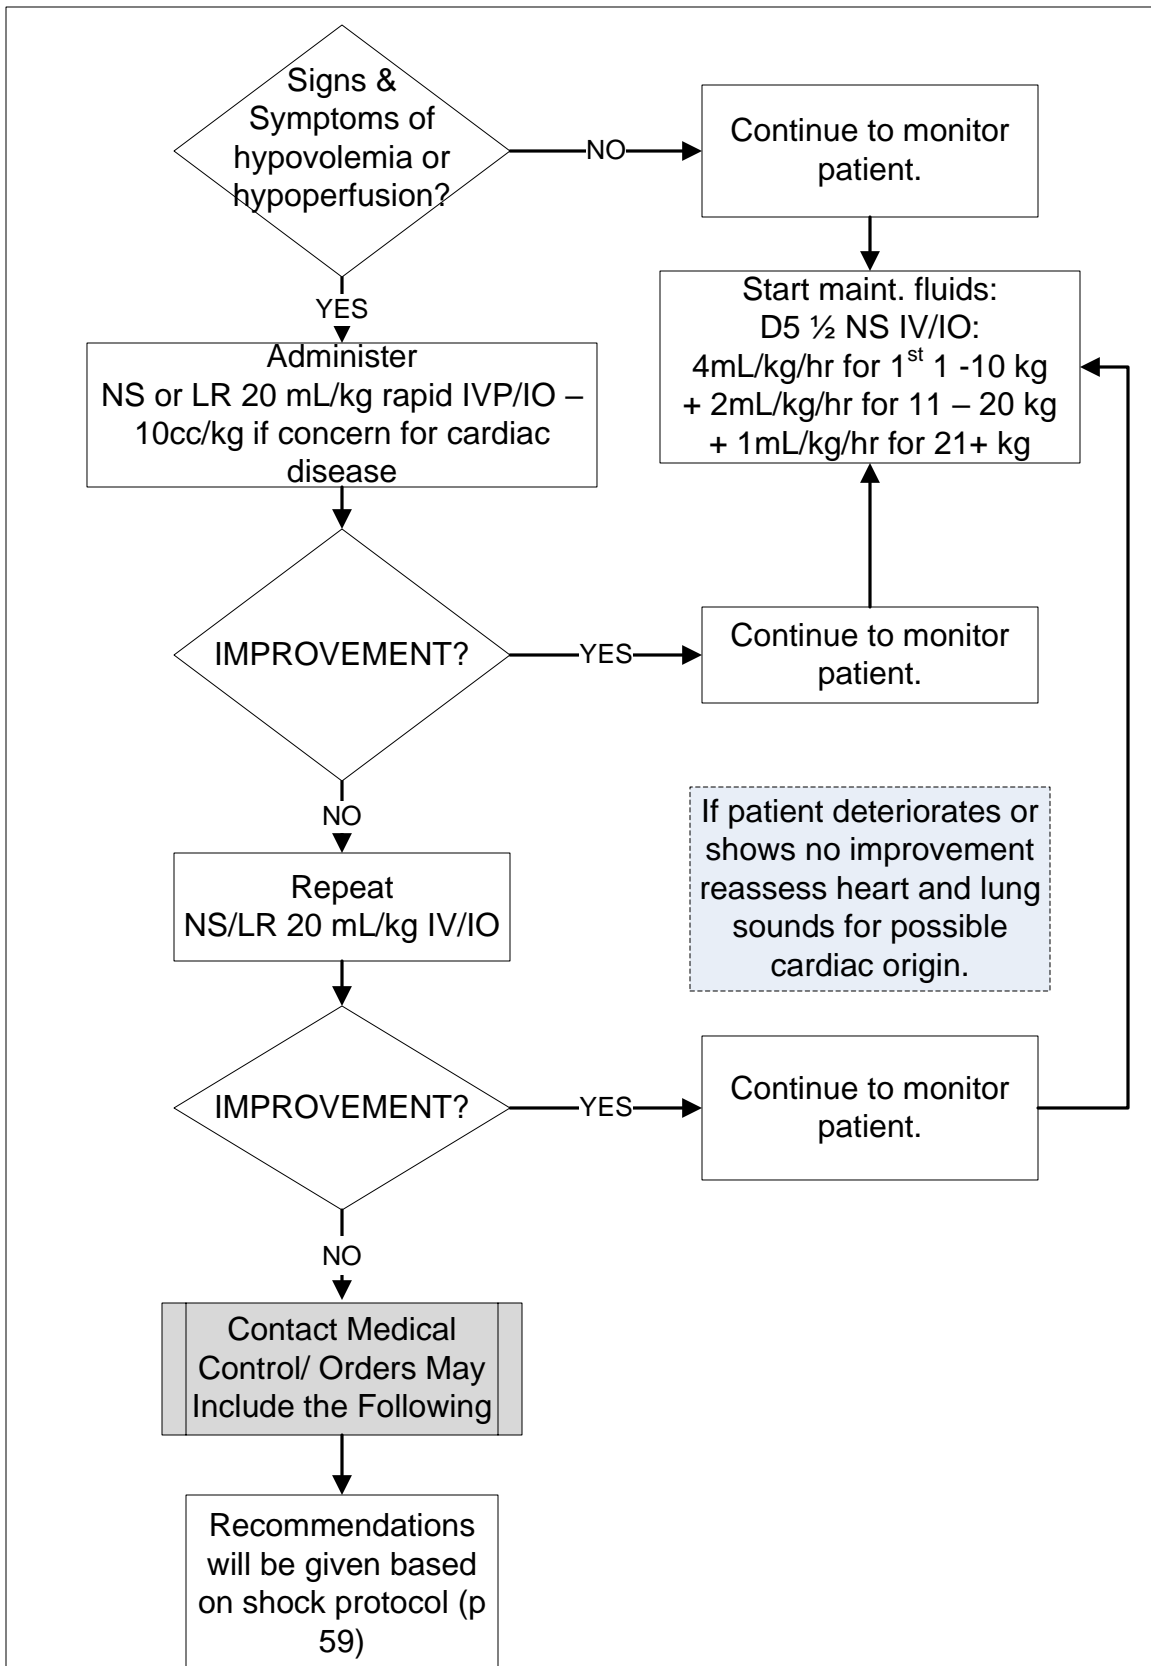 Signs &
Symptoms of
hypovolemia or
hypoperfusion?
NO
Continue to monitor
patient.
YES
Start maint. fluids:
D5 ½ NS IV/IO:
4mL/kg/hr for 1st 1 -10 kg
+ 2mL/kg/hr for 11 – 20 kg
+ 1mL/kg/hr for 21+ kg
Administer
NS or LR 20 mL/kg rapid IVP/IO –
10cc/kg if concern for cardiac
disease
IMPROVEMENT?
YES
Continue to monitor
patient.
NO
If patient deteriorates or
shows no improvement
reassess heart and lung
sounds for possible
cardiac origin.
Repeat
NS/LR 20 mL/kg IV/IO
IMPROVEMENT?
YES
Continue to monitor
patient.
NO
Contact Medical
Control/ Orders May
Include the Following
Recommendations
will be given based
on shock protocol (p
59)